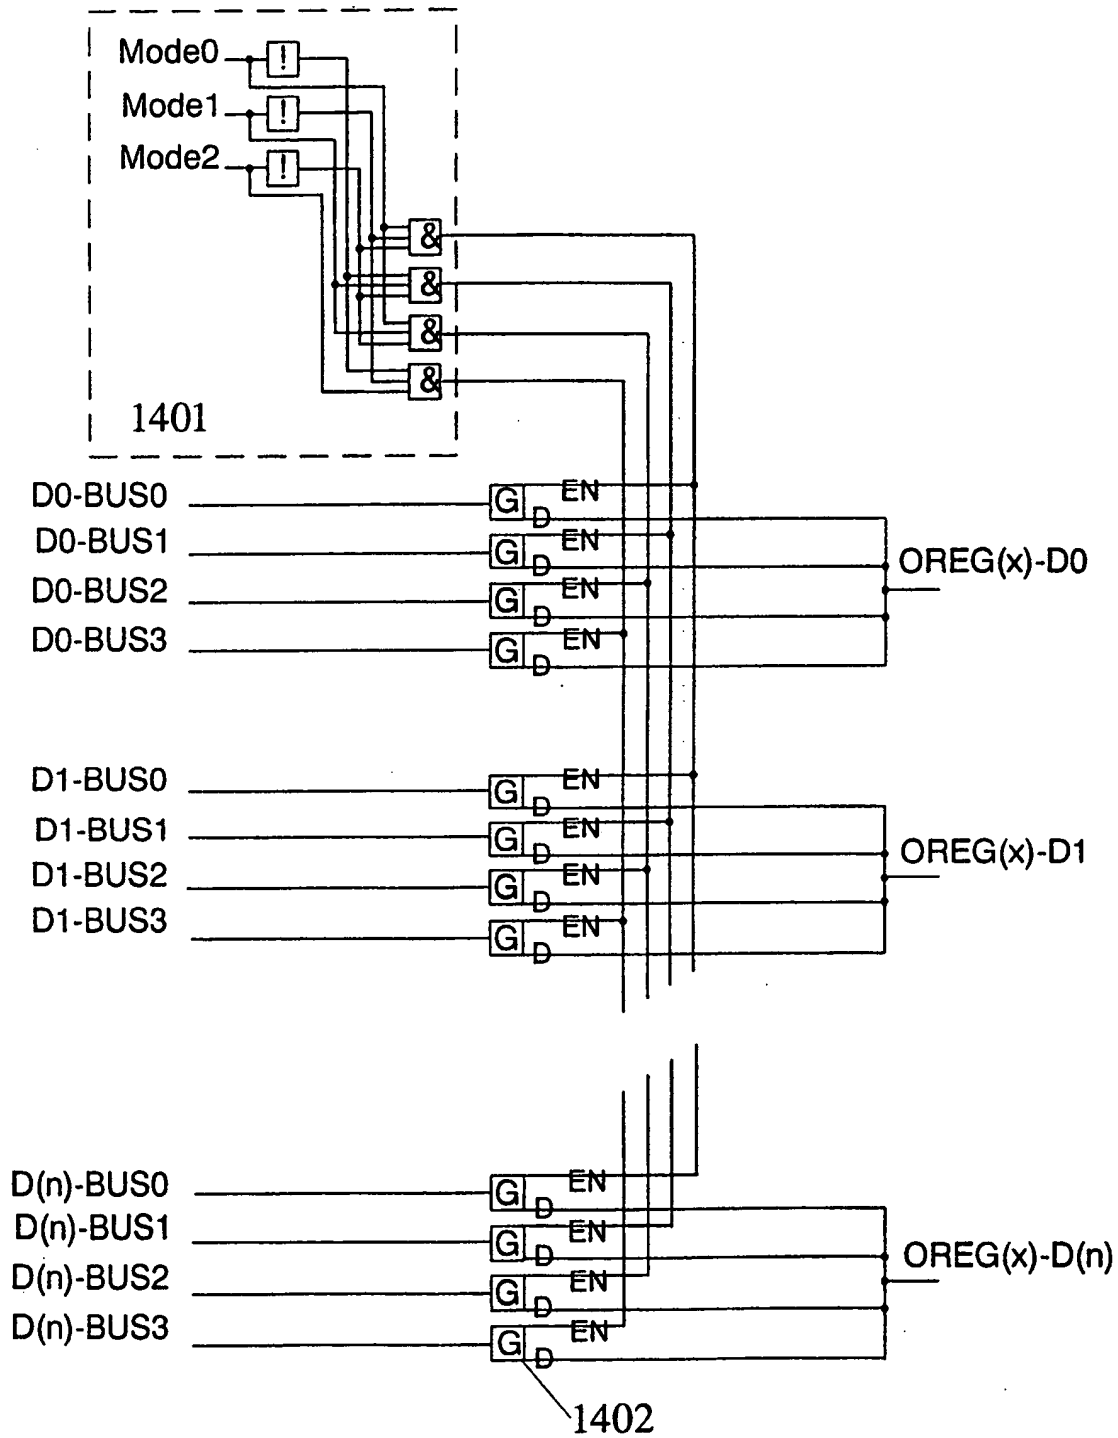 Mode0 !
Mode1 !
Mode2 !
&
&
&
&
1401
D0-BUS0 G EN
D
D0-BUS1 G EN
D
OREG(x)-D0
D0-BUS2 G EN
D
D0-BUS3 G EN
D
D1-BUS0 G EN
D
D1-BUS1 G EN
D
OREG(x)-D1
D1-BUS2 G EN
D
D1-BUS3 G EN
D
D(n)-BUS0 G EN
D
D(n)-BUS1 G EN
D
OREG(x)-D(n)
D(n)-BUS2 G EN
D
D(n)-BUS3 G EN
D
1402